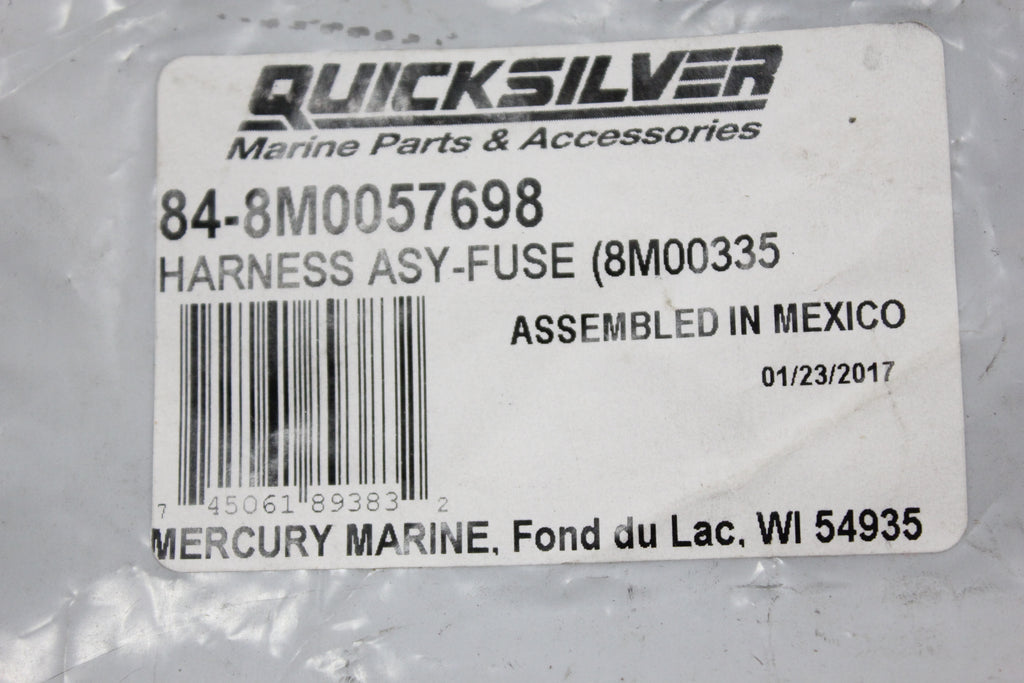 QUICKSILVER
Marine Parts & Accessories
84-8M0057698
HARNESS ASY-FUSE (8M00335
ASSEMBLED IN MEXICO
01/23/2017
7 45061 89383 2
MERCURY MARINE, Fond du Lac, WI 54935